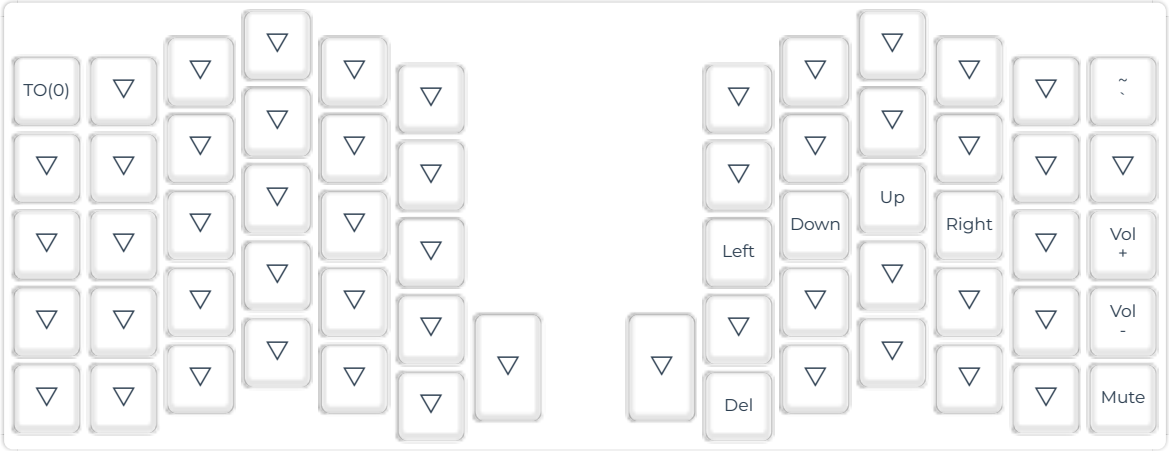 TO(0)
~
`
Up
Down
Right
Left
Vol
+
Vol
-
Del
Mute